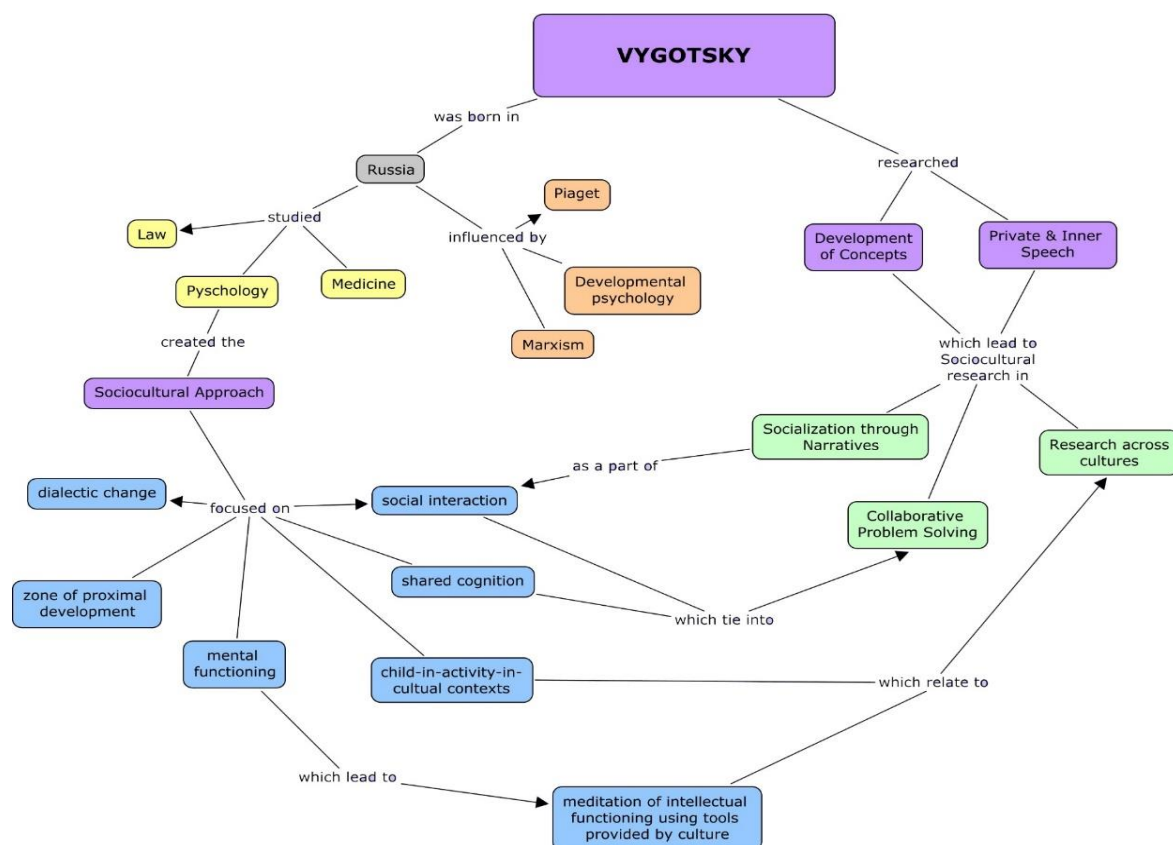 VYGOTSKY
was born in
researched
Russia
Piaget
studied
Law
influenced by
Development
of Concepts
Private & Inner
Speech
Pyschology
Medicine
Developmental
psychology
created the
Marxism
which lead to
Sociocultural
research in
Sociocultural Approach
Socialization through
Narratives
Research across
cultures
as a part of
dialectic change
focused on
social interaction
Collaborative
Problem Solving
zone of proximal
development
shared cognition
which tie into
mental
functioning
child-in-activity-in-
cultual contexts
which relate to
which lead to
meditation of intellectual
functioning using tools
provided by culture